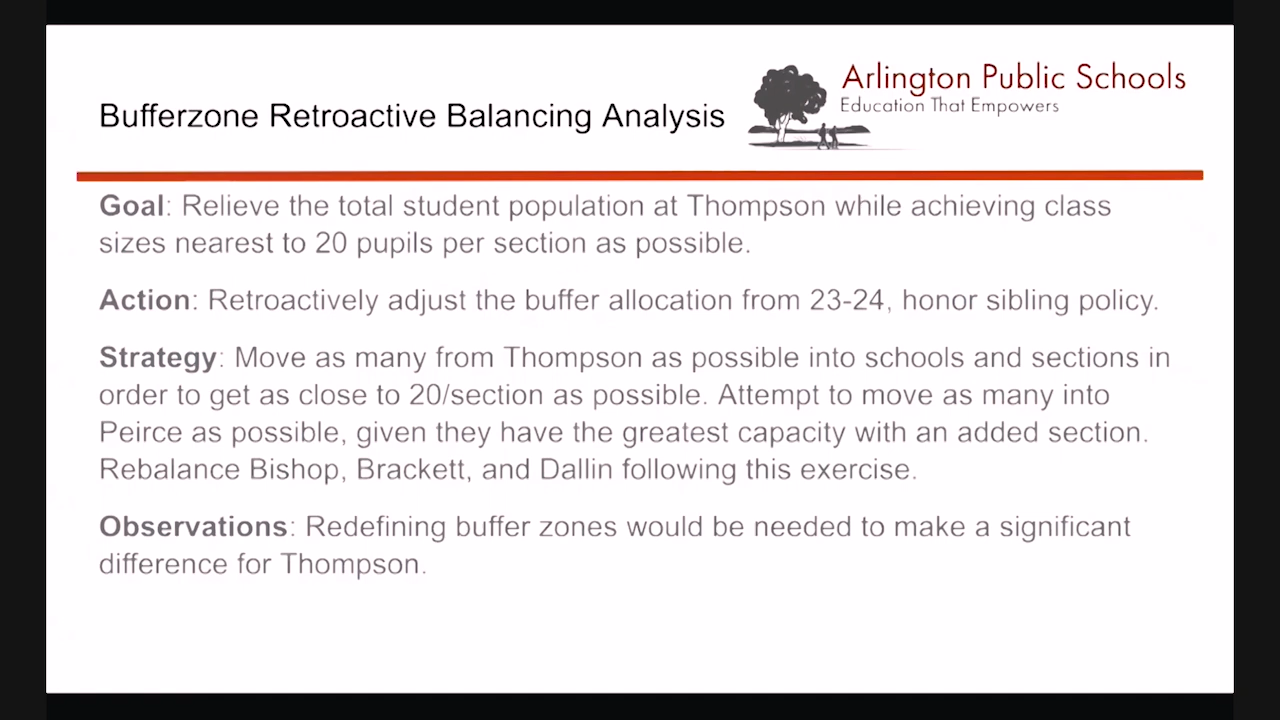 Arlington Public Schools
Education That Empowers
Bufferzone Retroactive Balancing Analysis
Goal: Relieve the total student population at Thompson while achieving class
sizes nearest to 20 pupils per section as possible.
Action: Retroactively adjust the buffer allocation from 23-24, honor sibling policy.
Strategy: Move as many from Thompson as possible into schools and sections in
order to get as close to 20/section as possible. Attempt to move as many into
Peirce as possible, given they have the greatest capacity with an added section.
Rebalance Bishop, Brackett, and Dallin following this exercise.
Observations: Redefining buffer zones would be needed to make a significant
difference for Thompson.